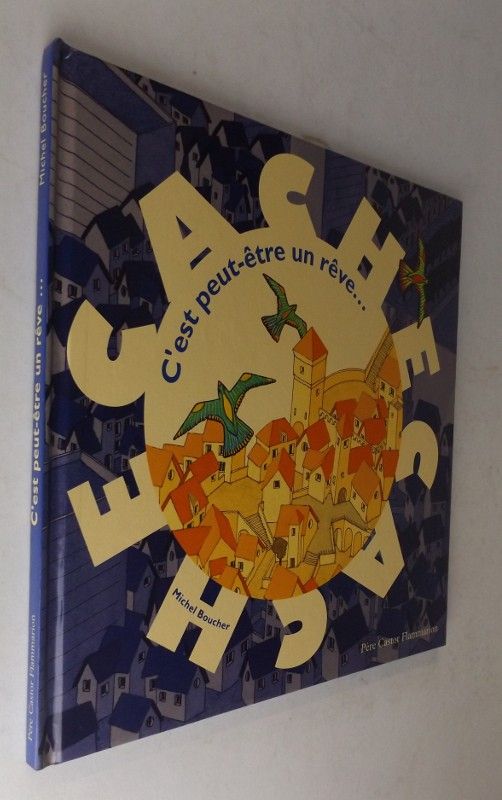 Michel Boucher
C'est peut-être un rêve ...
Père Castor Flammarion
CACHE CACHE
C'est peut-être un rêve...
Michel Boucher
Père Castor Flammarion